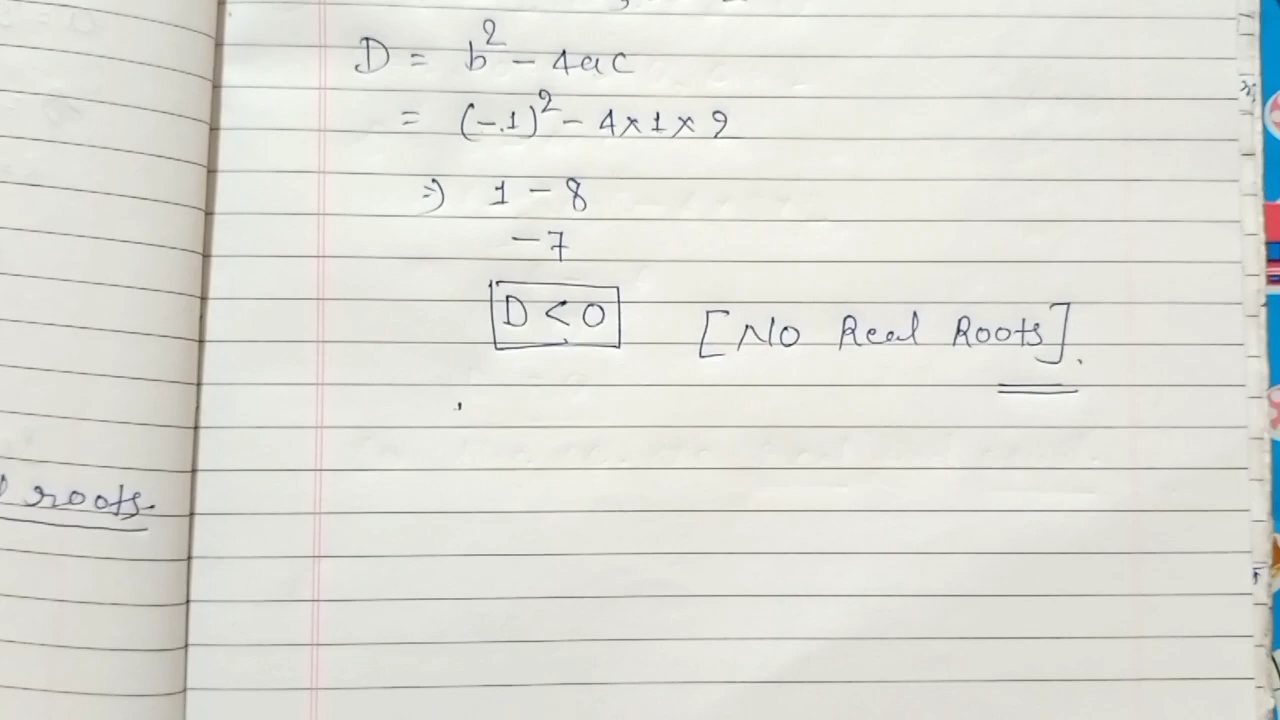 roots
D = b² - 4ac
= (-1)² - 4 x 1 x 2
⇒ 1 - 8
- 7
D < 0 [No Real Roots].